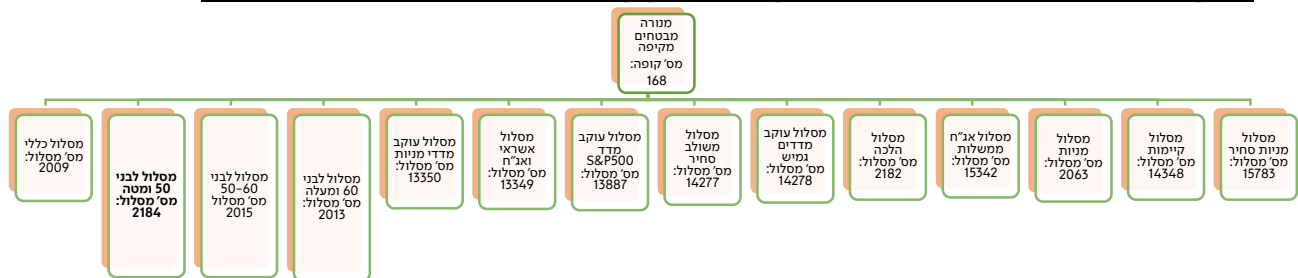 מנורה
מבטחים
מקיפה
מס' קופה:
168
מסלול
מניות סחיר
מס' מסלול:
15783
מסלול
קיימות
מס' מסלול:
14348
מסלול
מניות
מס' מסלול:
2063
מסלול אג"ח
ממשלות
מס' מסלול:
15342
מסלול
הלכה
מס' מסלול:
2182
מסלול עוקב
מדדים
גמיש
מס' מסלול:
14278
מסלול
משולב
סחיר
מס' מסלול:
14277
מסלול עוקב
מדד
S&P500
מס' מסלול:
13887
מסלול
אשראי
ואג"ח
מס' מסלול:
13349
מסלול עוקב
מדדי מניות
מס' מסלול:
13350
מסלול לבני
60 ומעלה
מס' מסלול:
2013
מסלול לבני
50-60
מס' מסלול
2015
מסלול לבני
50 ומטה
מס' מסלול:
2184
מסלול כללי
מס' מסלול:
2009